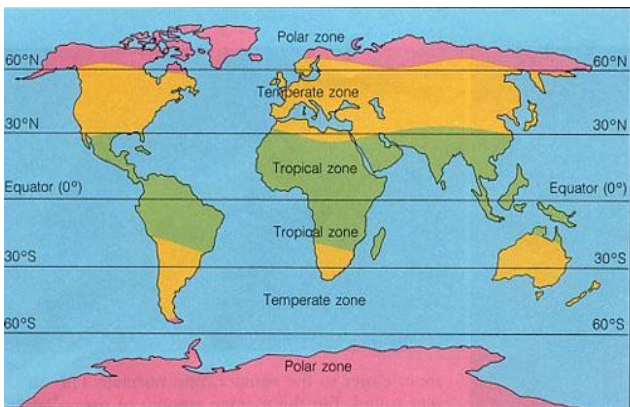 Polar zone
60°N
60°N
Temperate zone
30°N
30°N
Tropical zone
Equator (0°)
Equator (0°)
Tropical zone
30°S
30°S
Temperate zone
60°S
60°S
Polar zone